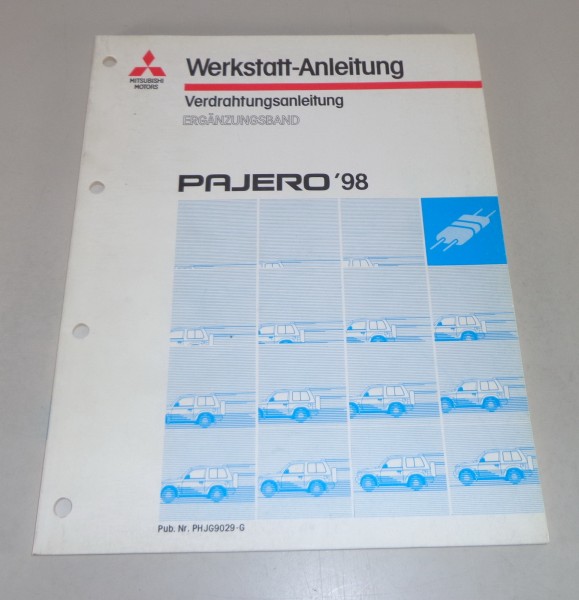 MITSUBISHI
MOTORS
Werkstatt-Anleitung
Verdrahtungsanleitung
ERGÄNZUNGSBAND
PAJERO '98
Pub. Nr. PHJG9029-G